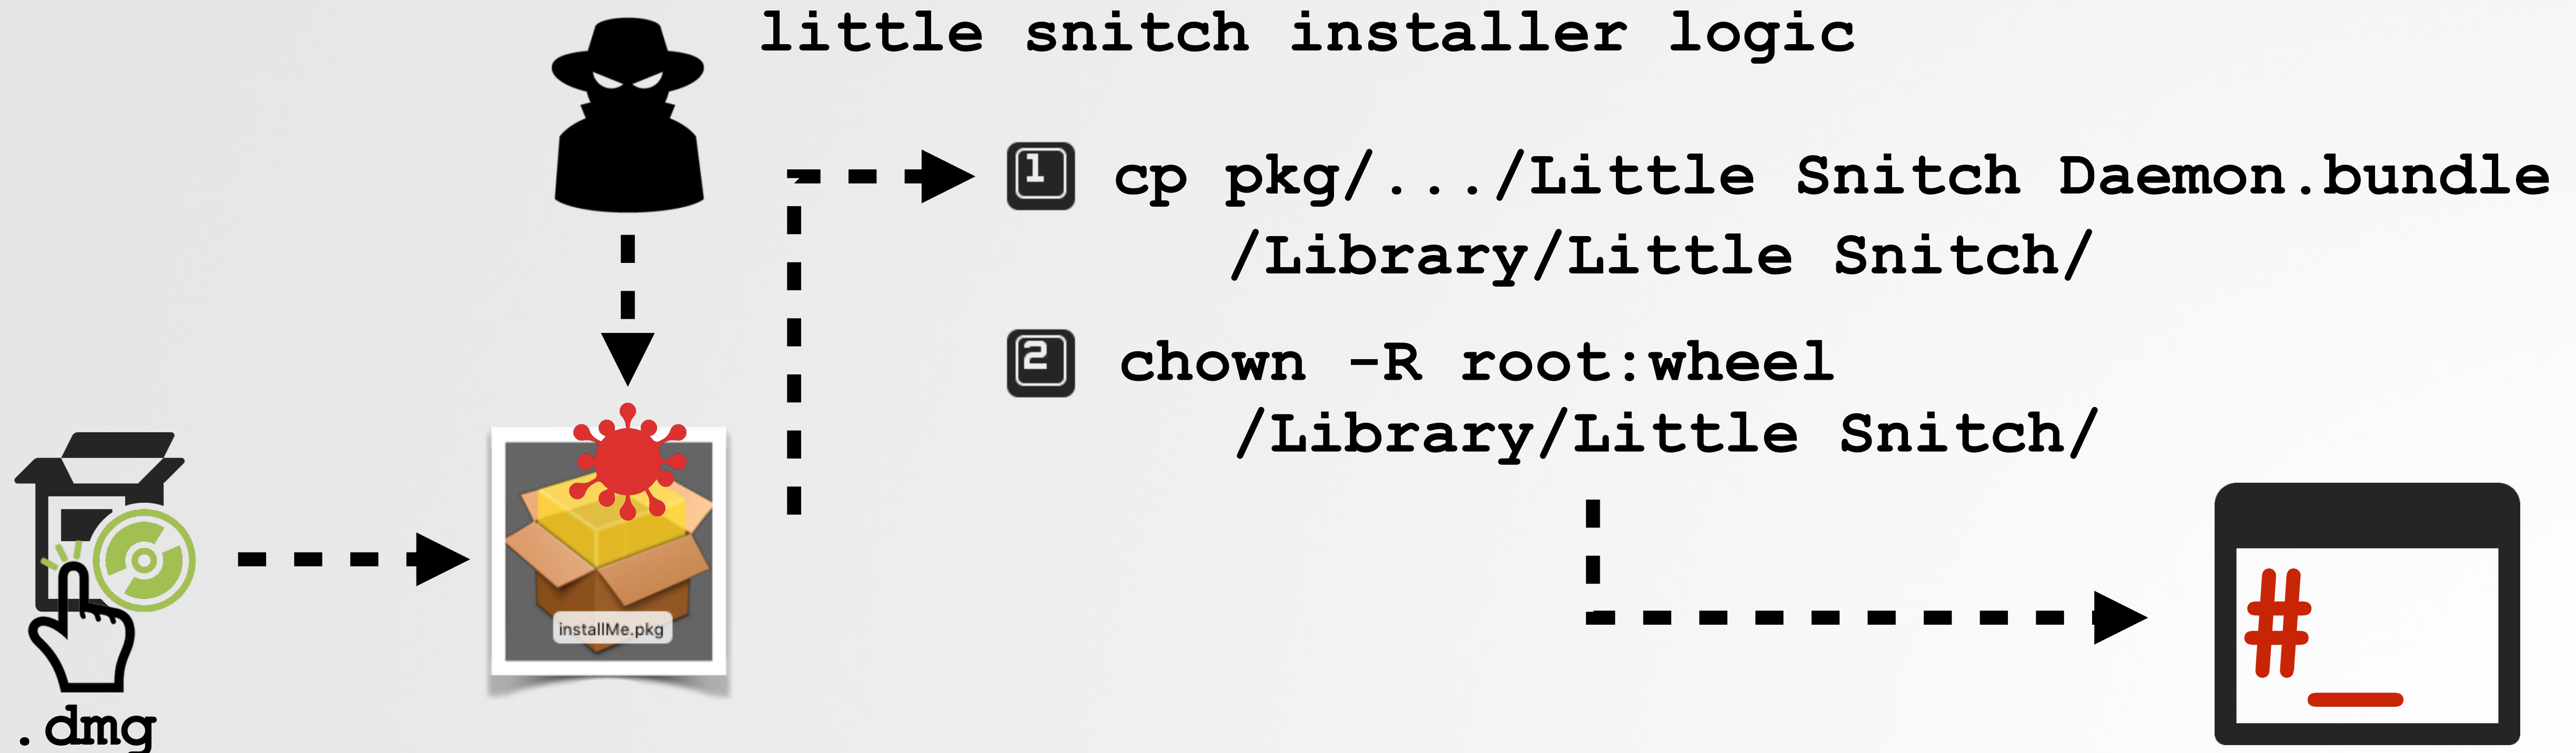 little snitch installer logic
1 cp pkg/.../Little Snitch Daemon.bundle
/Library/Little Snitch/
2 chown -R root:wheel
/Library/Little Snitch/
installMe.pkg
#_
.dmg